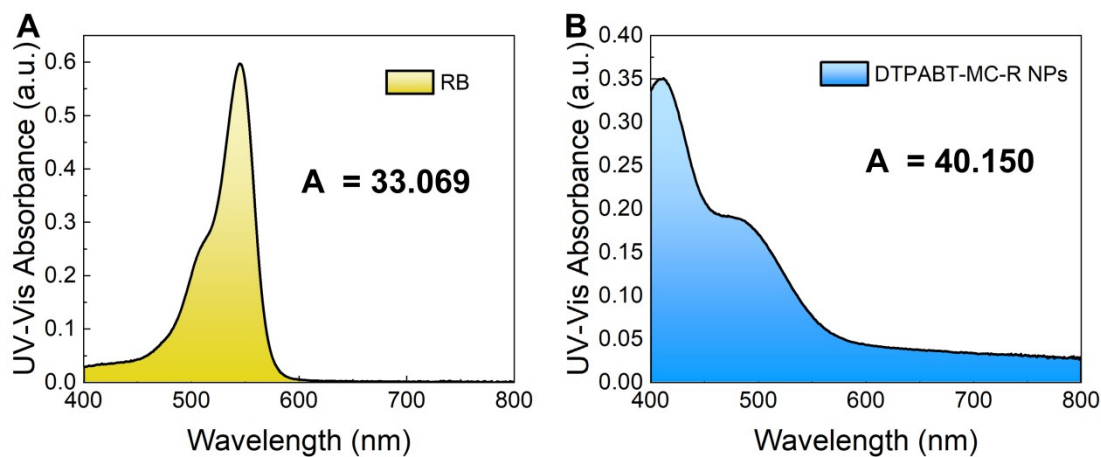 A
UV-Vis Absorbance (a.u.)
0.6
0.5
0.4
0.3
0.2
0.1
0.0
RB
A = 33.069
400
500
600
700
800
Wavelength (nm)
B
UV-Vis Absorbance (a.u.)
0.40
0.35
0.30
0.25
0.20
0.15
0.10
0.05
0.00
DTPABT-MC-R NPs
A = 40.150
400
500
600
700
800
Wavelength (nm)